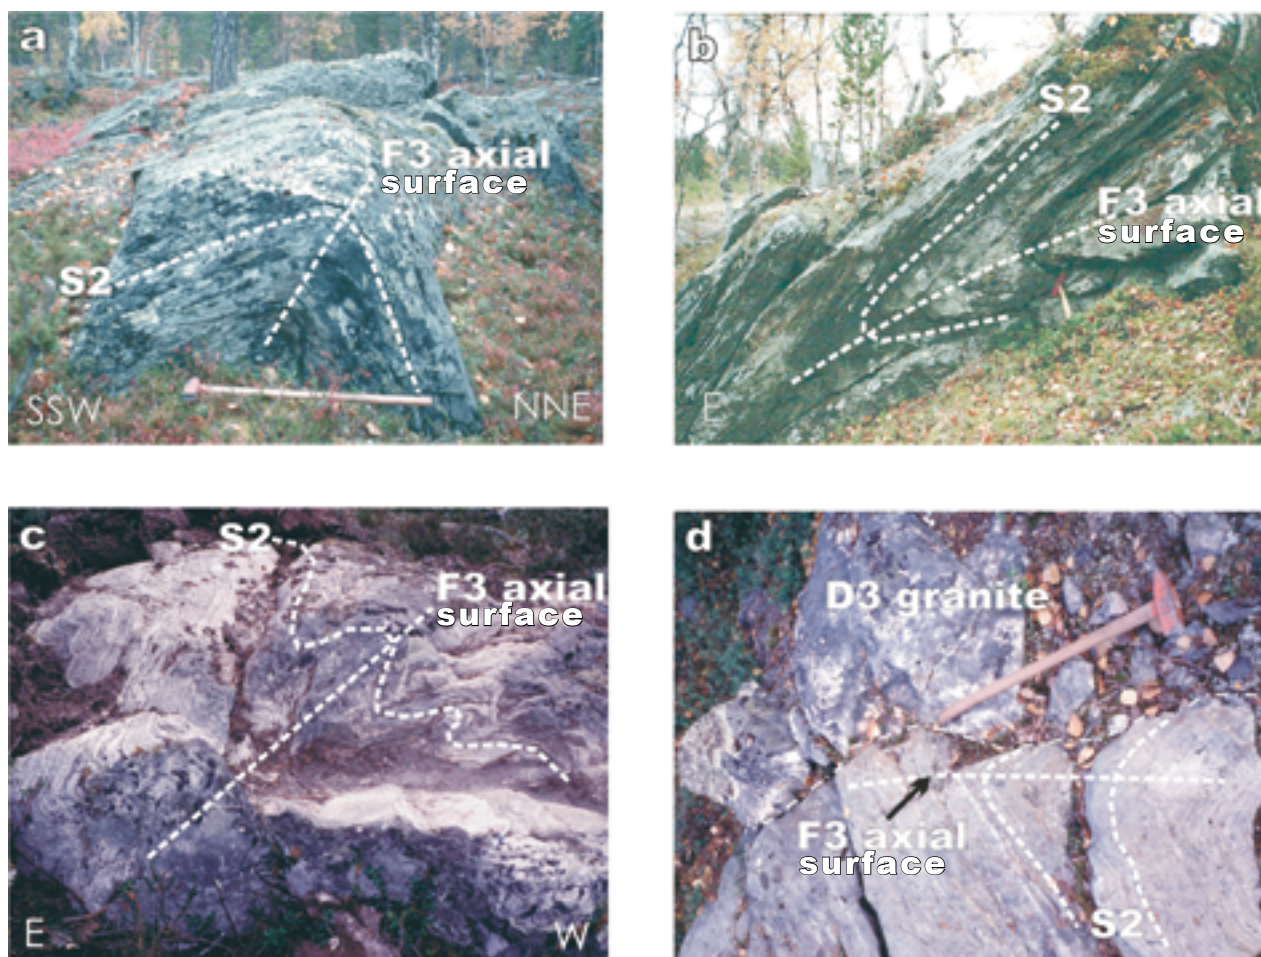 a
F3 axial
surface
S2
SSW
NNE
b
S2
F3 axial
surface
E
W
c
S2
F3 axial
surface
E
W
d
D3 granite
F3 axial
surface
S2